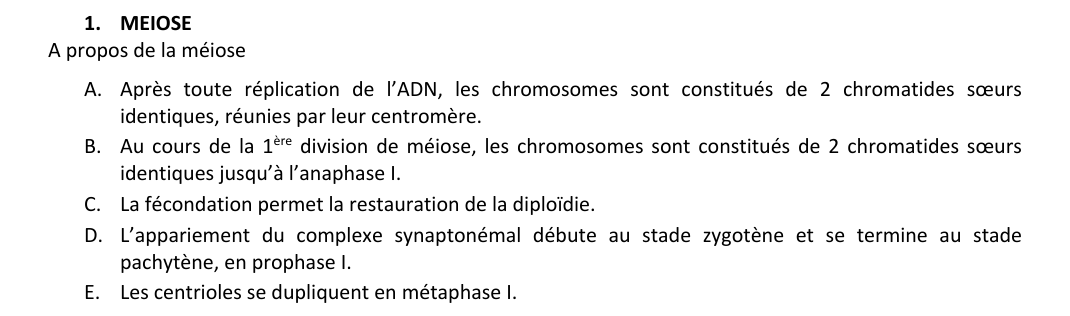 1. MEIOSE
A propos de la méiose
A. Après toute réplication de l'ADN, les chromosomes sont constitués de 2 chromatides sœurs
identiques, réunies par leur centromère.
B. Au cours de la 1ère division de méiose, les chromosomes sont constitués de 2 chromatides sœurs
identiques jusqu'à l'anaphase I.
C. La fécondation permet la restauration de la diploïdie.
D. L'appariement du complexe synaptonémal débute au stade zygotène et se termine au stade
pachytène, en prophase I.
E. Les centrioles se dupliquent en métaphase I.